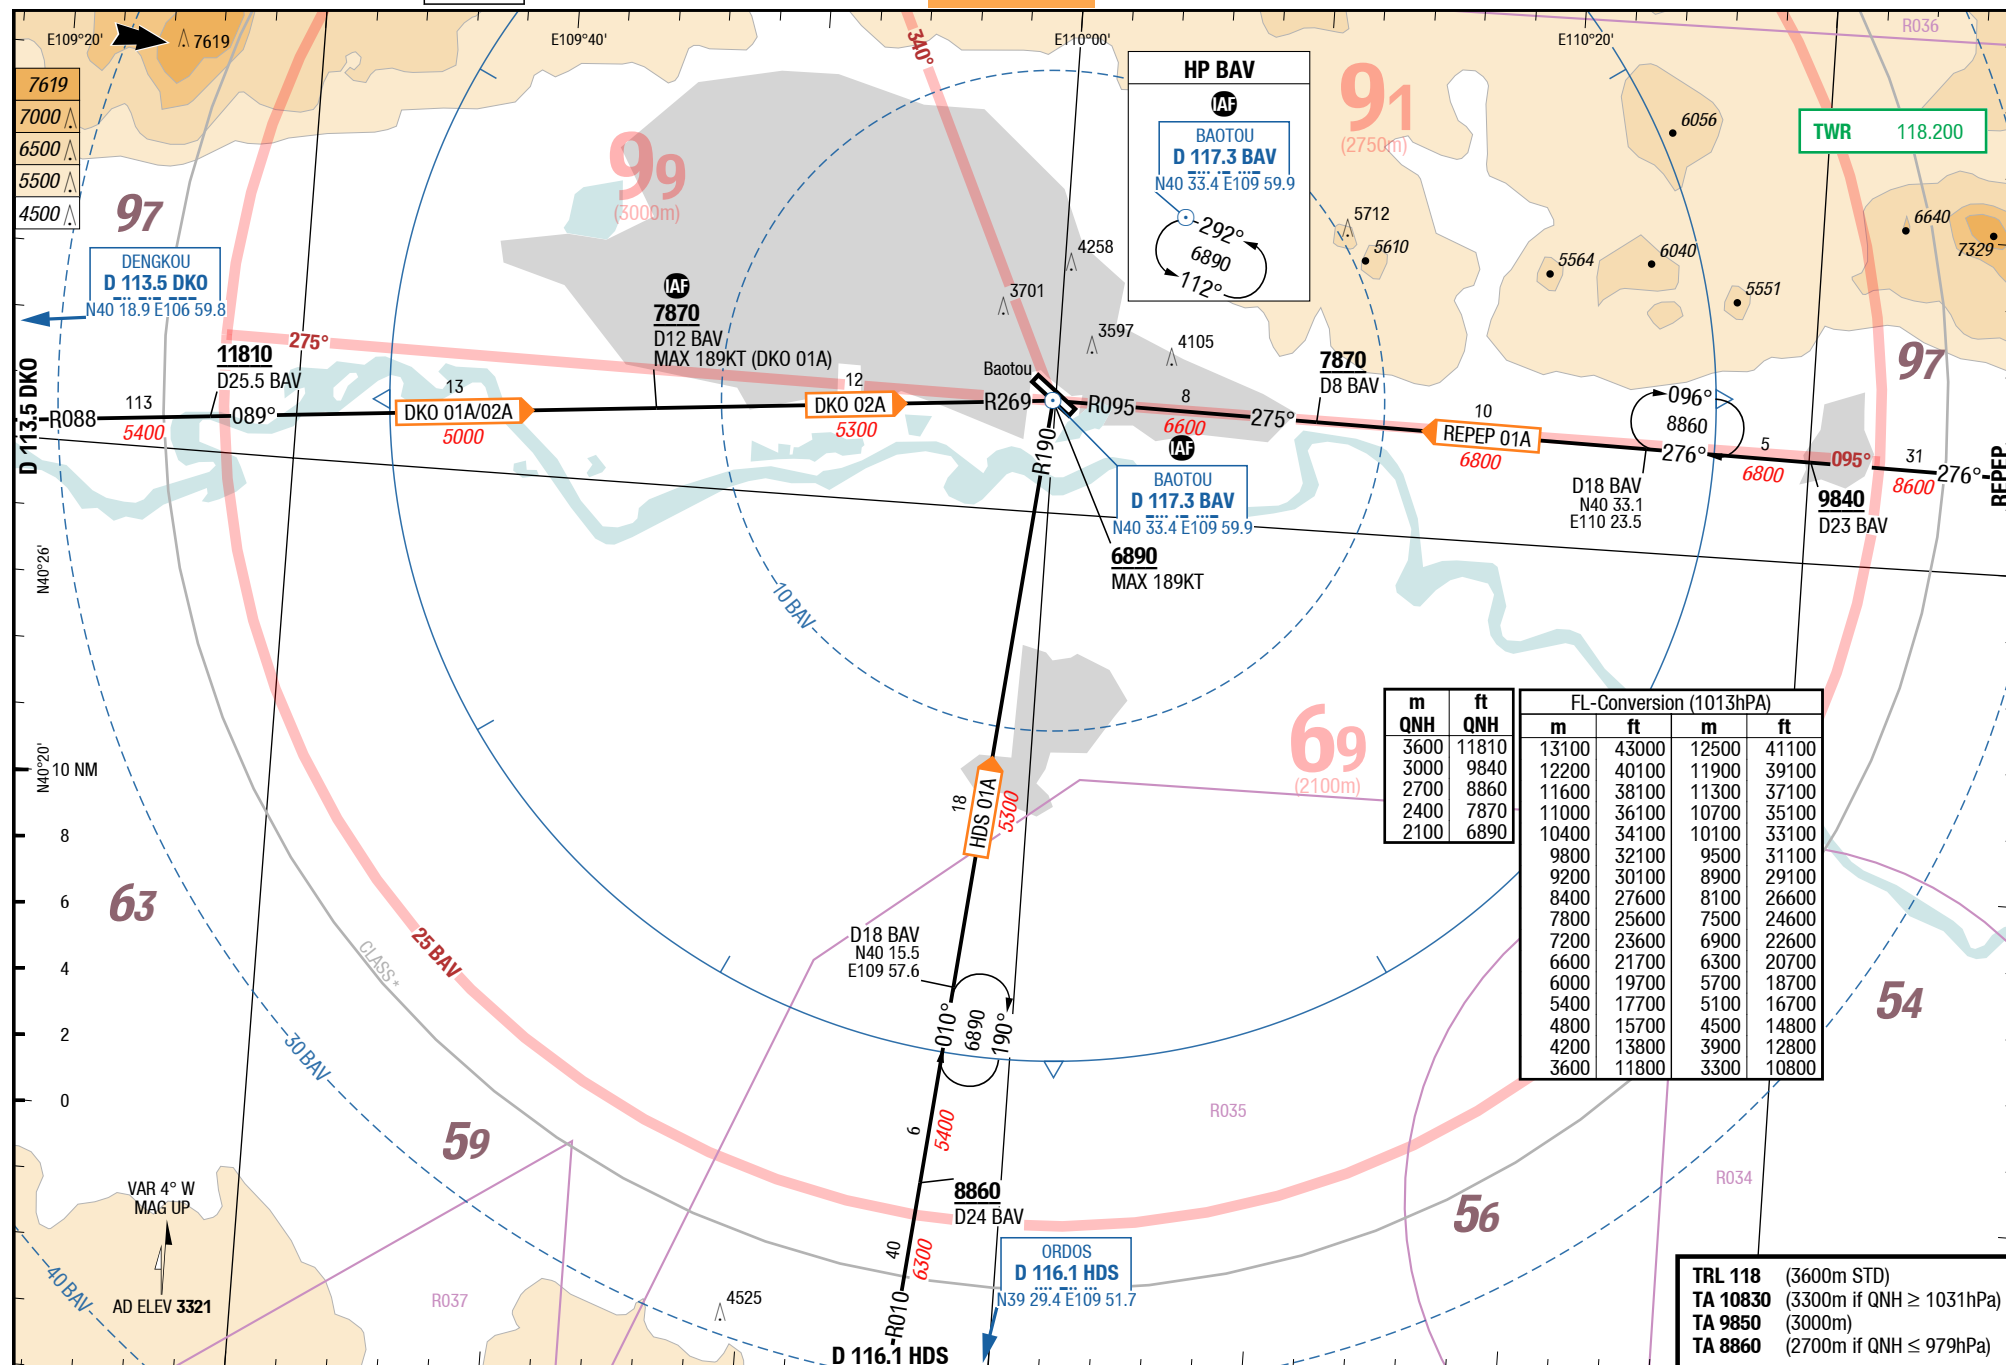 E109°20'
E109°40'
E110°00'
E110°20'
R036
7619
7619
7000
6500
5500
4500
97
DENGKOU
D 113.5 DKO
N40 18.9 E106 59.8
99
(3000m)
340°
HP BAV
IAF
BAOTOU
D 117.3 BAV
N40 33.4 E109 59.9
292°
6890
112°
91
(2750m)
6056
TWR 118.200
5712
5610
5564
6040
5551
6640
7329
97
4258
3701
3597
4105
Baotou
IAF
7870
D12 BAV
MAX 189KT (DKO 01A)
275°
11810
D25.5 BAV
D 113.5 DKO
R088
113
5400
089°
13
DKO 01A/02A
5000
12
DKO 02A
5300
R269
R095
8
6600
275°
7870
D8 BAV
10
REPEP 01A
6800
096°
8860
276°
5
6800
095°
31
8600
276°
REPEP
D18 BAV
N40 33.1
E110 23.5
9840
D23 BAV
IAF
BAOTOU
D 117.3 BAV
N40 33.4 E109 59.9
6890
MAX 189KT
R190
10 BAV
N40°26'
N40°20'
10 NM
8
6
4
2
0
63
CLASS*
25 BAV
30 BAV
40 BAV
59
18
HDS 01A
5300
69
(2100m)
D18 BAV
N40 15.5
E109 57.6
010°
6890
190°
6
5400
8860
D24 BAV
40
6300
R010
D 116.1 HDS
ORDOS
D 116.1 HDS
N39 29.4 E109 51.7
4525
R037
R035
R034
56
54
VAR 4° W
MAG UP
AD ELEV 3321
m ft
QNH QNH
3600 11810
3000 9840
2700 8860
2400 7870
2100 6890
FL-Conversion (1013hPA)
m ft m ft
13100 43000 12500 41100
12200 40100 11900 39100
11600 38100 11300 37100
11000 36100 10700 35100
10400 34100 10100 33100
9800 32100 9500 31100
9200 30100 8900 29100
8400 27600 8100 26600
7800 25600 7500 24600
7200 23600 6900 22600
6600 21700 6300 20700
6000 19700 5700 18700
5400 17700 5100 16700
4800 15700 4500 14800
4200 13800 3900 12800
3600 11800 3300 10800
TRL 118 (3600m STD)
TA 10830 (3300m if QNH ≥ 1031hPa)
TA 9850 (3000m)
TA 8860 (2700m if QNH ≤ 979hPa)